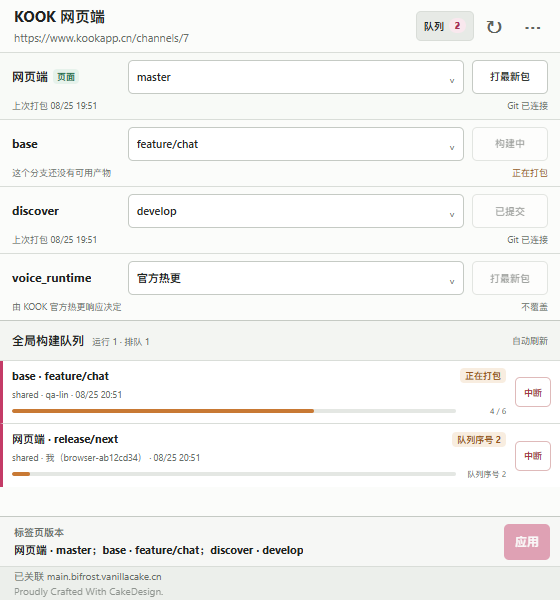 KOOK 网页端
https://www.kookapp.cn/channels/7
队列 2
网页端 页面
master
打最新包
上次打包 08/25 19:51
Git 已连接
base
feature/chat
构建中
这个分支还没有可用产物
正在打包
discover
develop
已提交
上次打包 08/25 19:51
Git 已连接
voice_runtime
官方热更
打最新包
由 KOOK 官方热更响应决定
不覆盖
全局构建队列 运行 1 · 排队 1
自动刷新
base · feature/chat
正在打包
shared · qa-lin · 08/25 20:51
中断
4 / 6
网页端 · release/next
队列序号 2
shared · 我（browser-ab12cd34） · 08/25 20:51
中断
队列序号 2
标签页版本
网页端 · master； base · feature/chat； discover · develop
应用
已关联 main.bifrost.vanillacake.cn
Proudly Crafted With CakeDesign.